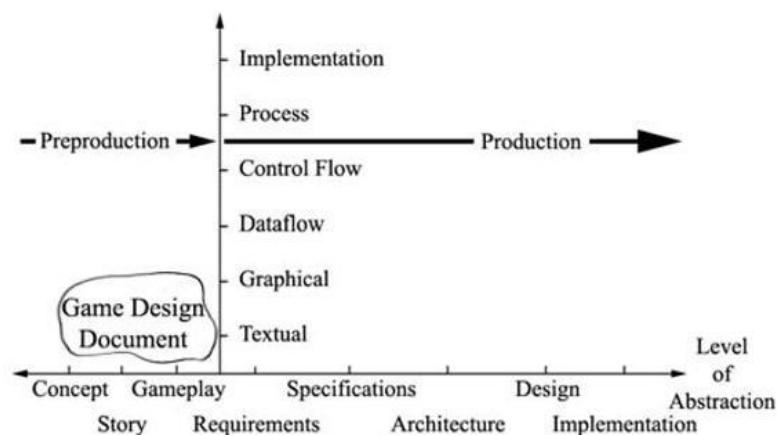 Implementation
Process
Preproduction
Production
Control Flow
Dataflow
Graphical
Game Design
Document
Textual
Level
of
Abstraction
Concept
Gameplay
Specifications
Design
Story
Requirements
Architecture
Implementation